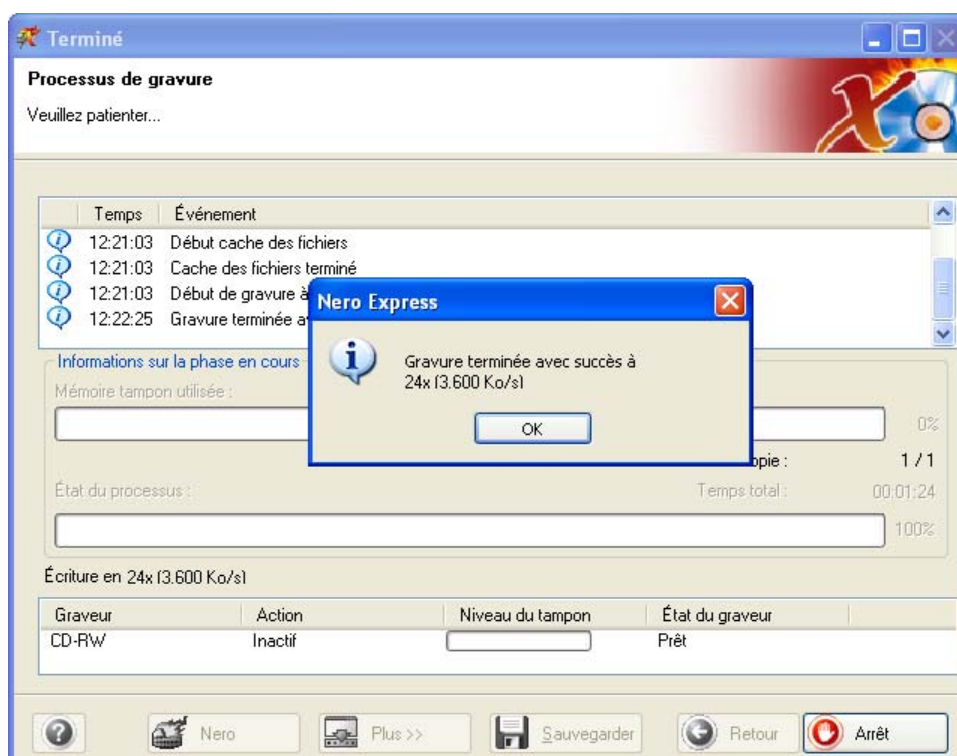 Terminé
Processus de gravure
Veuillez patienter...
Temps Événement
12:21:03 Début cache des fichiers
12:21:03 Cache des fichiers terminé
12:21:03 Début de gravure à
12:22:25 Gravure terminée
Nero Express
Gravure terminée avec succès à
24x (3.600 Ko/s)
OK
Informations sur la phase en cours
Mémoire tampon utilisée :
0%
1 / 1
État du processus :
Temps total :
00:01:24
100%
Écriture en 24x (3.600 Ko/s)
Graveur Action Niveau du tampon État du graveur
CD-RW Inactif Prêt
Nero
Plus >>
Sauvegarder
Retour
Arrêt